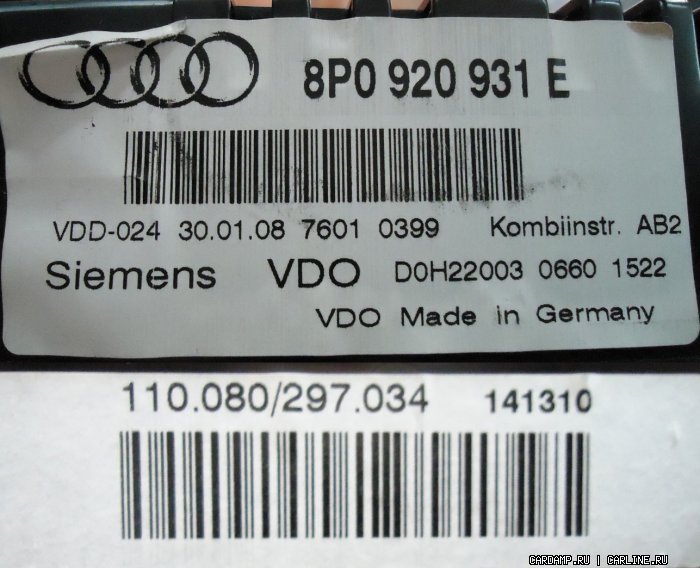 8P0 920 931 E
VDD-024 30.01.08 7601 0399 Kombiinstr. AB2
Siemens VDO D0H22003 0660 1522
VDO Made in Germany
110.080/297.034 141310
CARDAMP.RU | CARLINE.RU